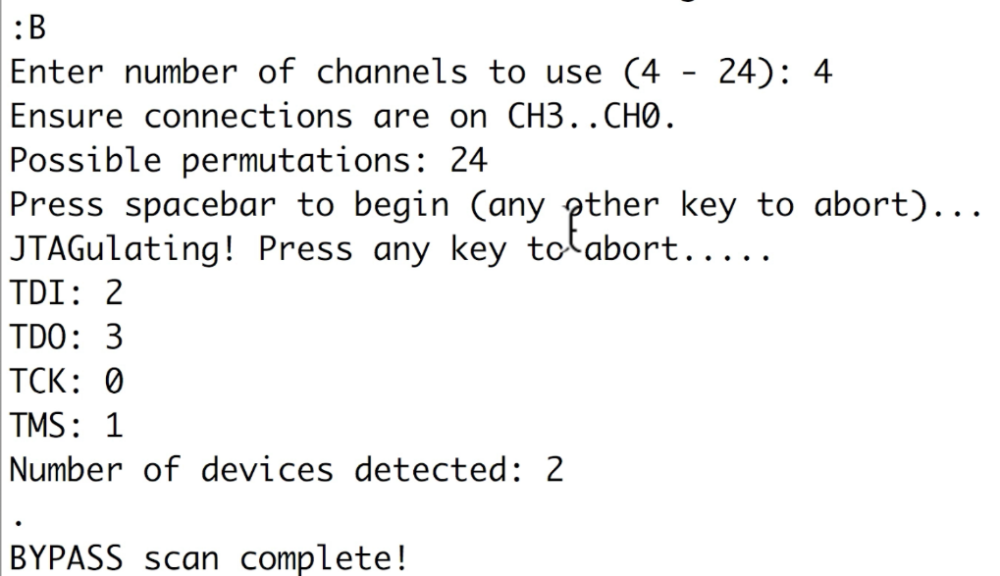 :B
Enter number of channels to use (4 - 24): 4
Ensure connections are on CH3..CH0.
Possible permutations: 24
Press spacebar to begin (any other key to abort)...
JTAGulating! Press any key to abort.....
TDI: 2
TDO: 3
TCK: 0
TMS: 1
Number of devices detected: 2
.
BYPASS scan complete!